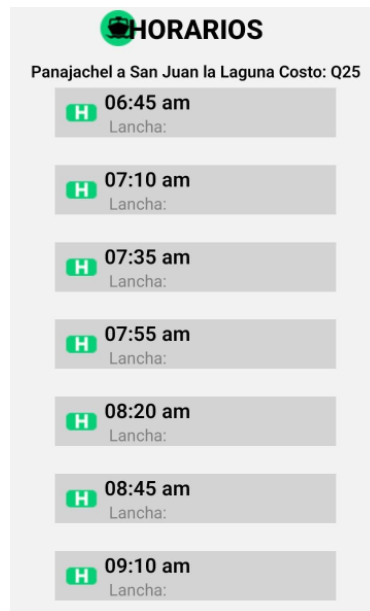 HORARIOS
Panajachel a San Juan la Laguna Costo: Q25
H
06:45 am
Lancha:
H
07:10 am
Lancha:
H
07:35 am
Lancha:
H
07:55 am
Lancha:
H
08:20 am
Lancha:
H
08:45 am
Lancha:
H
09:10 am
Lancha: